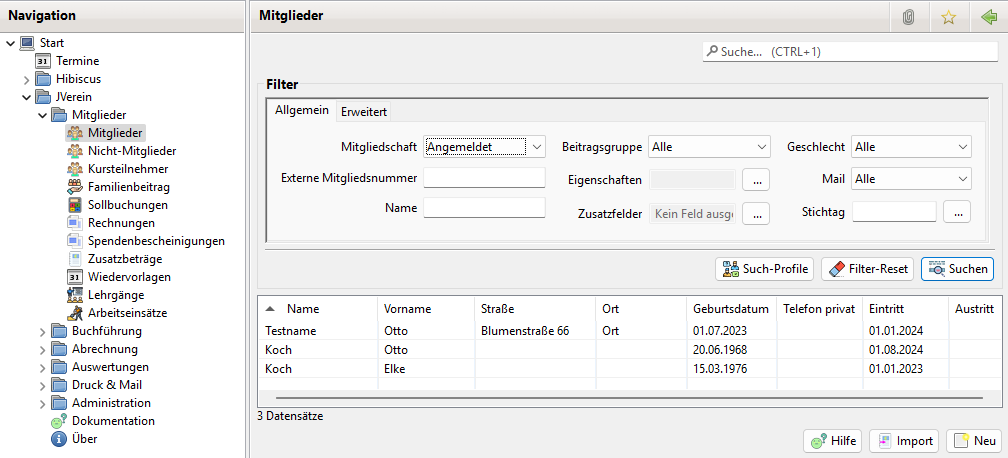 Navigation
Start
31 Termine
Hibiscus
JVerein
Mitglieder
Mitglieder
Nicht-Mitglieder
Kursteilnehmer
Familienbeitrag
Sollbuchungen
Rechnungen
Spendenbescheinigungen
Zusatzbeträge
31 Wiedervorlagen
Lehrgänge
Arbeitseinsätze
Buchführung
Abrechnung
Auswertungen
Druck & Mail
Administration
Dokumentation
Über
Mitglieder
Suche... (CTRL+1)
Filter
Allgemein Erweitert
Mitgliedschaft Angemeldet Beitragsgruppe Alle Geschlecht Alle
Externe Mitgliedsnummer Eigenschaften ... Mail Alle
Name Zusatzfelder Kein Feld ausge ... Stichtag ...
Such-Profile Filter-Reset Suchen
Name Vorname Straße Ort Geburtsdatum Telefon privat Eintritt Austritt
Testname Otto Blumenstraße 66 Ort 01.07.2023 01.01.2024
Koch Otto 20.06.1968 01.08.2024
Koch Elke 15.03.1976 01.01.2023
3 Datensätze
Hilfe Import Neu